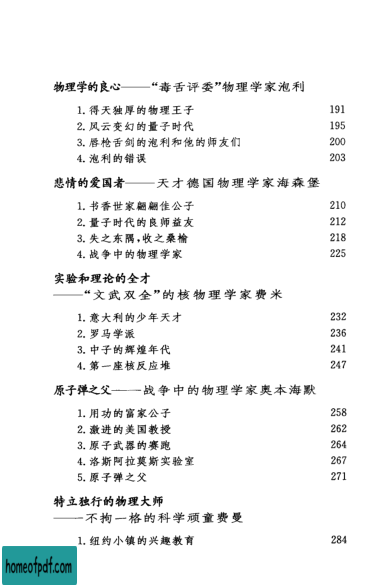 物理学的良心——“毒舌评委”物理学家泡利
1. 得天独厚的物理王子 191
2. 风云变幻的量子时代 195
3. 唇枪舌剑的泡利和他的师友们 200
4. 泡利的错误 203
悲情的爱国者——天才德国物理学家海森堡
1. 书香世家翩翩佳公子 210
2. 量子时代的良师益友 212
3. 失之东隅,收之桑榆 218
4. 战争中的物理学家 225
实验和理论的全才
——“文武双全”的核物理学家费米
1. 意大利的少年天才 232
2. 罗马学派 236
3. 中子的辉煌年代 241
4. 第一座核反应堆 247
原子弹之父——战争中的物理学家奥本海默
1. 用功的富家公子 258
2. 激进的美国教授 262
3. 原子武器的赛跑 264
4. 洛斯阿拉莫斯实验室 267
5. 原子弹之父 271
特立独行的物理大师
——不拘一格的科学顽童费曼
1. 纽约小镇的兴趣教育 284
homeofpdf.com